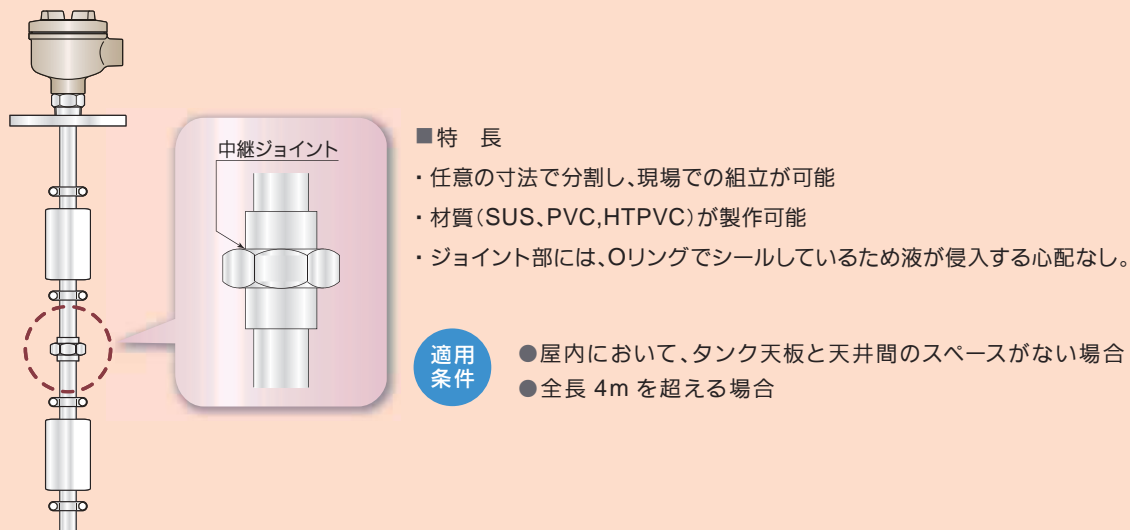 中継ジョイント
■特　長
・任意の寸法で分割し、現場での組立が可能
・材質（SUS、PVC,HTPVC）が製作可能
・ジョイント部には、Oリングでシールしているため液が侵入する心配なし。
適用
条件
●屋内において、タンク天板と天井間のスペースがない場合
●全長 4m を超える場合